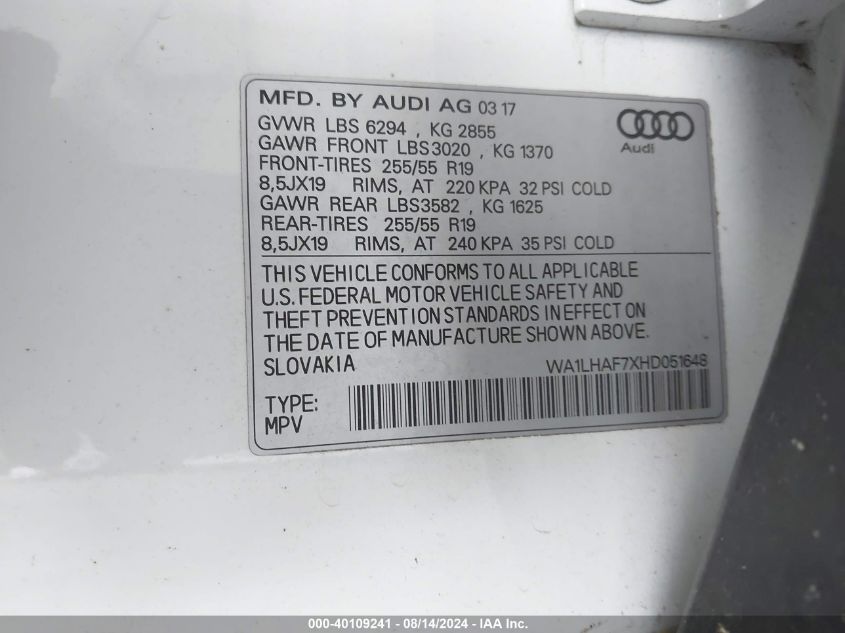 MFD. BY AUDI AG 03 17
GVWR LBS 6294 , KG 2855
GAWR FRONT LBS3020 , KG 1370
FRONT-TIRES 255/55 R19
8,5JX19 RIMS, AT 220 KPA 32 PSI COLD
GAWR REAR LBS3582 , KG 1625
REAR-TIRES 255/55 R19
8,5JX19 RIMS, AT 240 KPA 35 PSI COLD
Audi
THIS VEHICLE CONFORMS TO ALL APPLICABLE
U.S. FEDERAL MOTOR VEHICLE SAFETY AND
THEFT PREVENTION STANDARDS IN EFFECT ON
THE DATE OF MANUFACTURE SHOWN ABOVE.
SLOVAKIA WA1LHAF7XHD051648
TYPE:
MPV
000-40109241 - 08/14/2024 - IAA Inc.